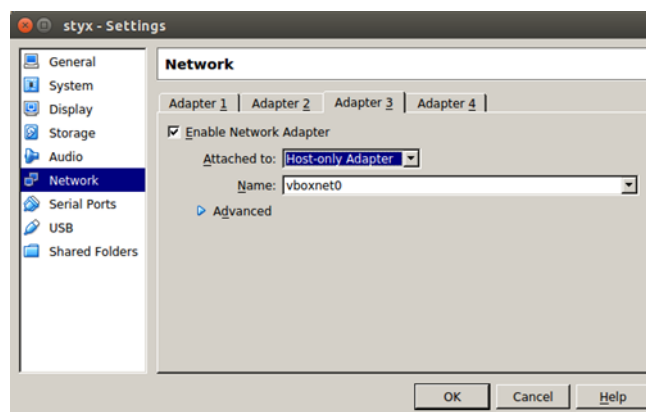 styx - Settings
General
System
Display
Storage
Audio
Network
Serial Ports
USB
Shared Folders
Network
Adapter 1 Adapter 2 Adapter 3 Adapter 4
Enable Network Adapter
Attached to: Host-only Adapter
Name: vboxnet0
Advanced
OK Cancel Help